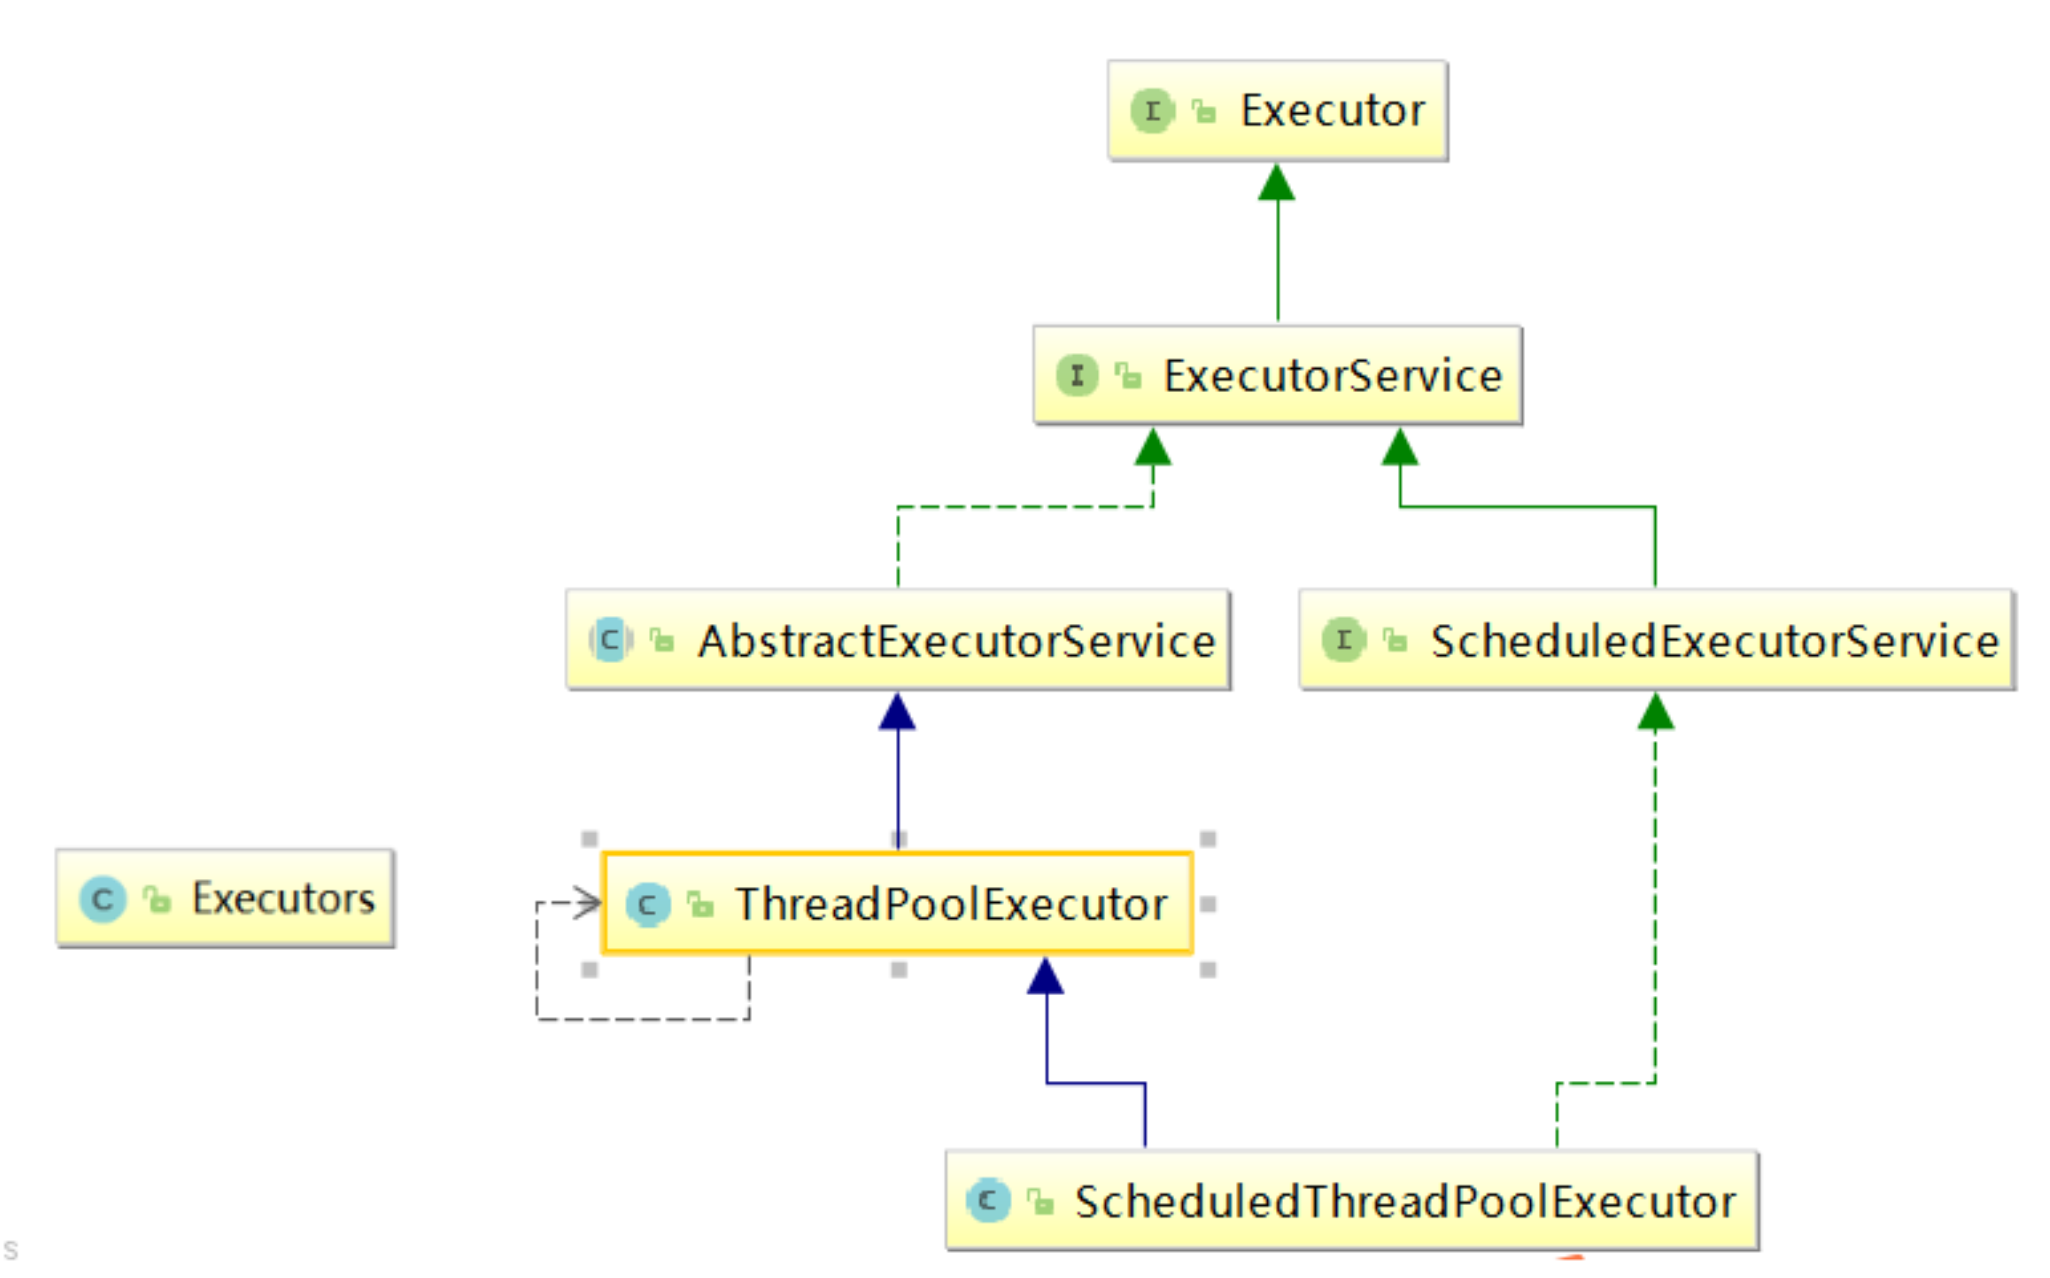 I Executor
I ExecutorService
C AbstractExecutorService
I ScheduledExecutorService
C Executors
C ThreadPoolExecutor
C ScheduledThreadPoolExecutor
s